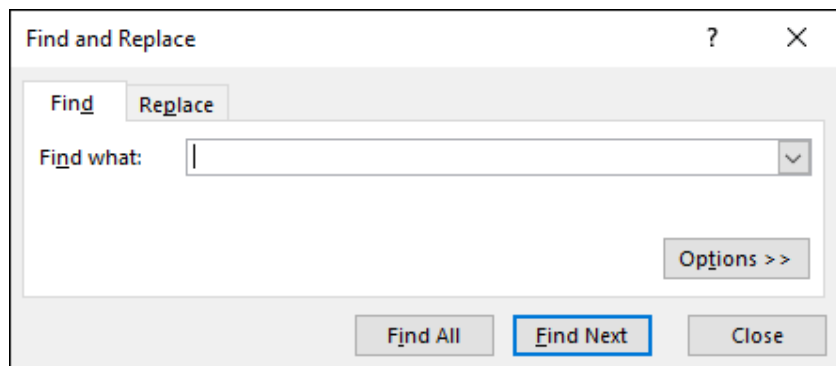 Find and Replace ?
Find Replace
Find what:
Options >>
Find All Find Next Close